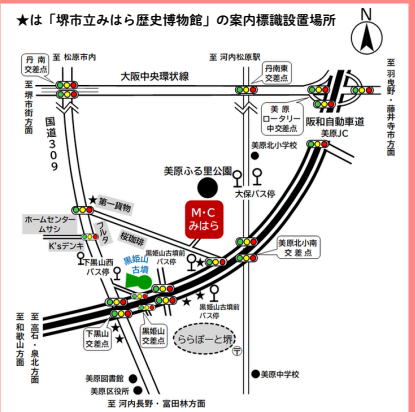 ★は「堺市立みはら歴史博物館」の案内標識設置場所
N
至 松原市内
至 河内松原駅
丹 南
交差点
大阪中央環状線
丹南東
交差点
至 堺市街方面
至 羽曳野・藤井寺市方面
国道309
美 原
ロータリー
中交差点
阪和自動車道
美原JC
美原北小学校
美原ふる里公園
大保バス停
★第一貨物
M・C
みはら
ホームセンター
ムシ
K'sデンキ
桜珈琲
美原北小南
交 差 点
下黒山西
バス停
黒姫山
古墳
黒姫山古墳前
バス停
★
★
★
黒姫山古墳前
バス停
至 高石・泉北方面
至 和歌山方面
下黒山
交差点
★
★
黒姫山
交差点
ららぽーと堺
〒
美原図書館
美原区役所
美原中学校
至 河内長野・富田林方面